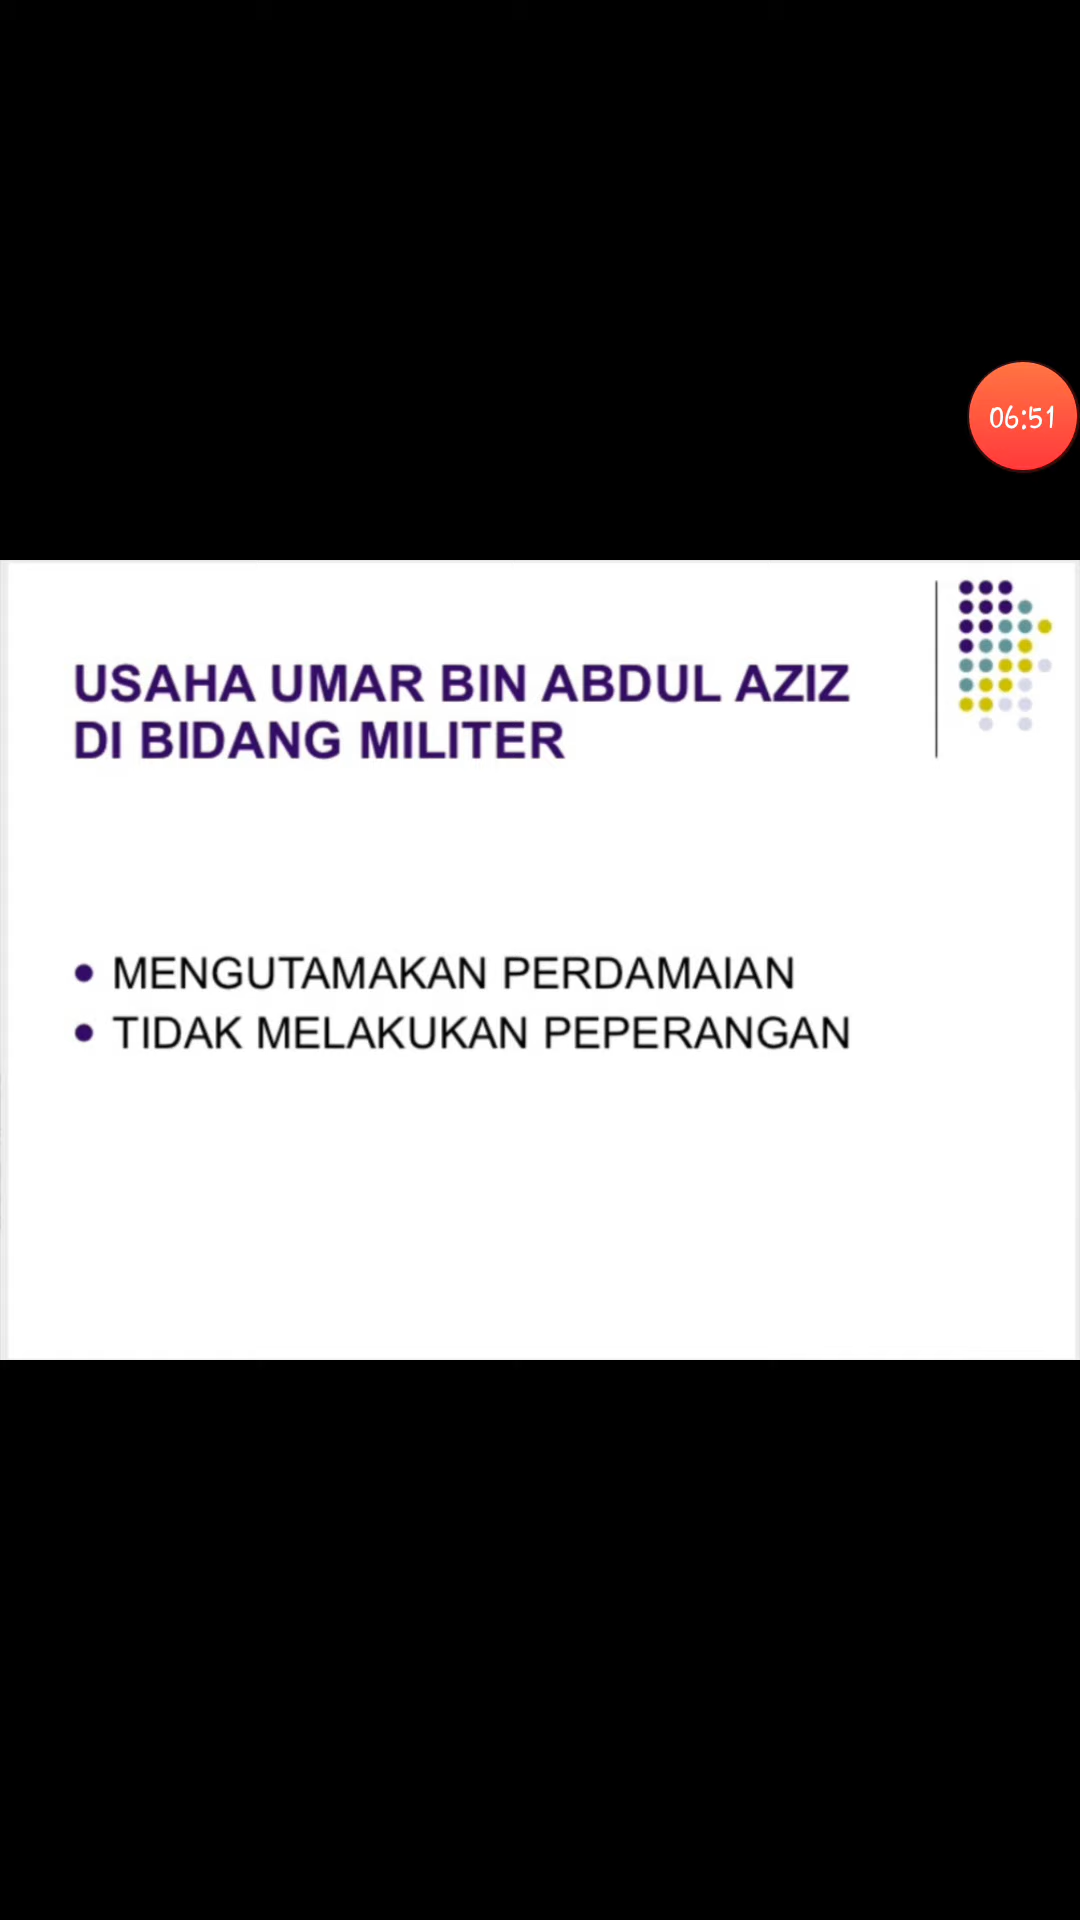 06:51
USAHA UMAR BIN ABDUL AZIZ
DI BIDANG MILITER
• MENGUTAMAKAN PERDAMAIAN
• TIDAK MELAKUKAN PEPERANGAN